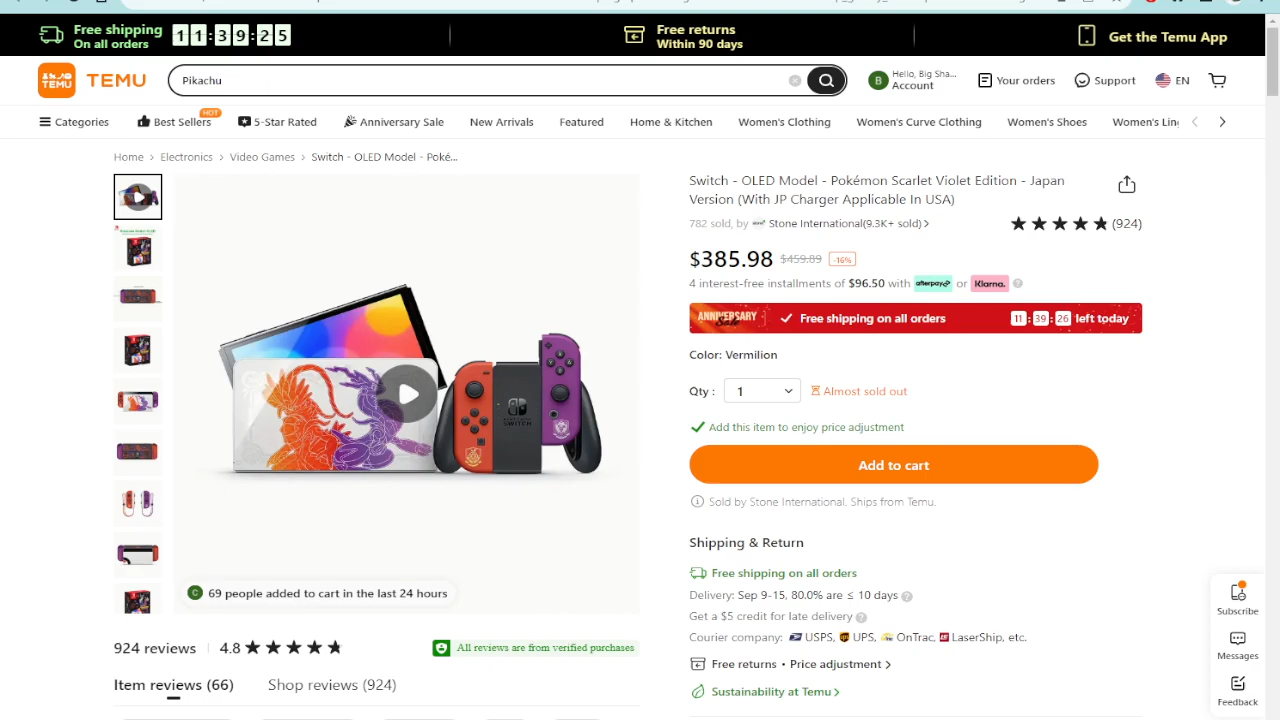 Free shipping
On all orders
11:39:25
Free returns
Within 90 days
Get the Temu App
TEMU
TEMU
Pikachu
Hello, Big Sha...
Account
Your orders
Support
EN
Categories
Best Sellers
HOT
5-Star Rated
Anniversary Sale
New Arrivals
Featured
Home & Kitchen
Women's Clothing
Women's Curve Clothing
Women's Shoes
Women's Lin
Home > Electronics > Video Games > Switch - OLED Model - Poké...
Switch - OLED Model - Pokémon Scarlet Violet Edition - Japan
Version (With JP Charger Applicable In USA)
782 sold, by Stone International(9.3K+ sold) >
(924)
$385.98 $459.89 -16%
4 interest-free installments of $96.50 with afterpay or Klarna.
ANNIVERSARY
Sale
Free shipping on all orders
11:39:26 left today
Color: Vermilion
Qty : 1
Almost sold out
Add this item to enjoy price adjustment
Add to cart
Sold by Stone International. Ships from Temu.
Shipping & Return
Free shipping on all orders
Delivery: Sep 9-15, 80.0% are ≤ 10 days
Get a $5 credit for late delivery
Courier company: USPS, UPS, OnTrac, LaserShip, etc.
Free returns • Price adjustment >
Sustainability at Temu >
SWITCH
69 people added to cart in the last 24 hours
924 reviews
4.8
All reviews are from verified purchases
Item reviews (66)
Shop reviews (924)
Subscribe
Messages
Feedback